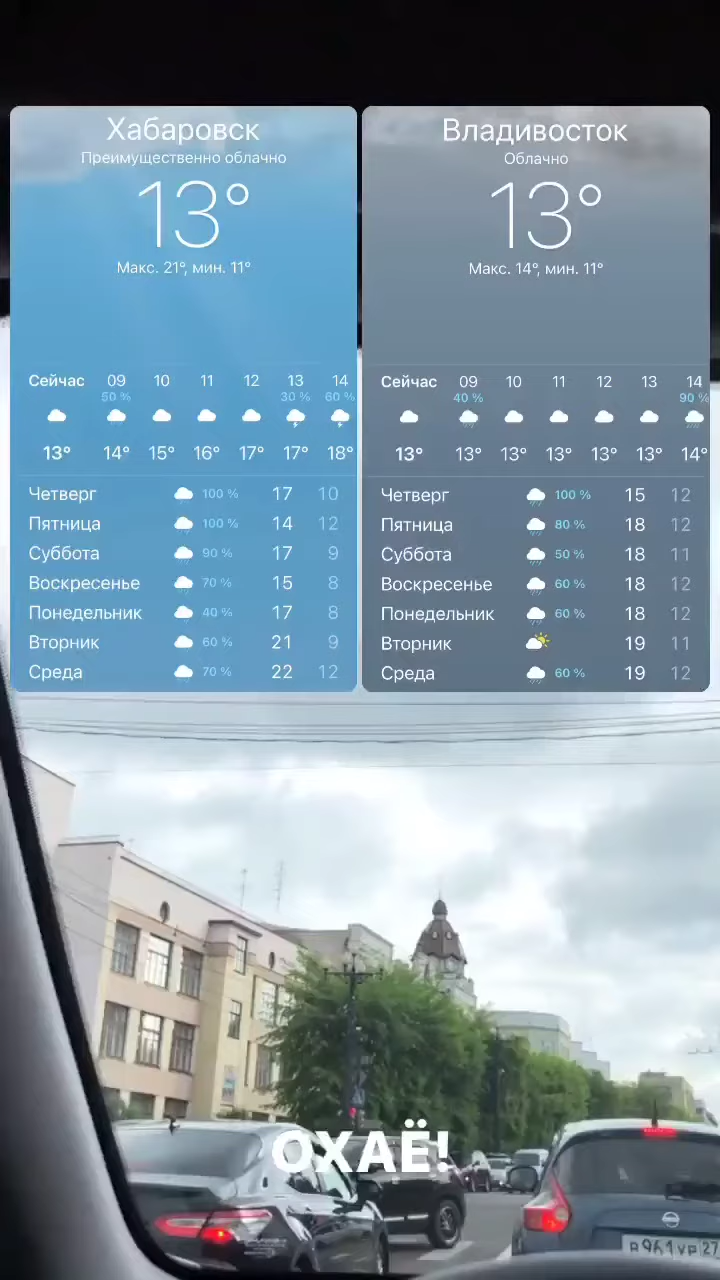 Хабаровск
Преимущественно облачно
13°
Макс. 21°, мин. 11°
Сейчас 09 10 11 12 13 14
50 % 30 % 60 %
13° 14° 15° 16° 17° 17° 18°
Четверг 100 % 17 10
Пятница 100 % 14 12
Суббота 90 % 17 9
Воскресенье 70 % 15 8
Понедельник 40 % 17 8
Вторник 60 % 21 9
Среда 70 % 22 12
Владивосток
Облачно
13°
Макс. 14°, мин. 11°
Сейчас 09 10 11 12 13 14
40 % 90 %
13° 13° 13° 13° 13° 13° 14°
Четверг 100 % 15 12
Пятница 80 % 18 12
Суббота 50 % 18 11
Воскресенье 60 % 18 12
Понедельник 60 % 18 12
Вторник 19 11
Среда 60 % 19 12
ОХАЁ!
В961УР 27